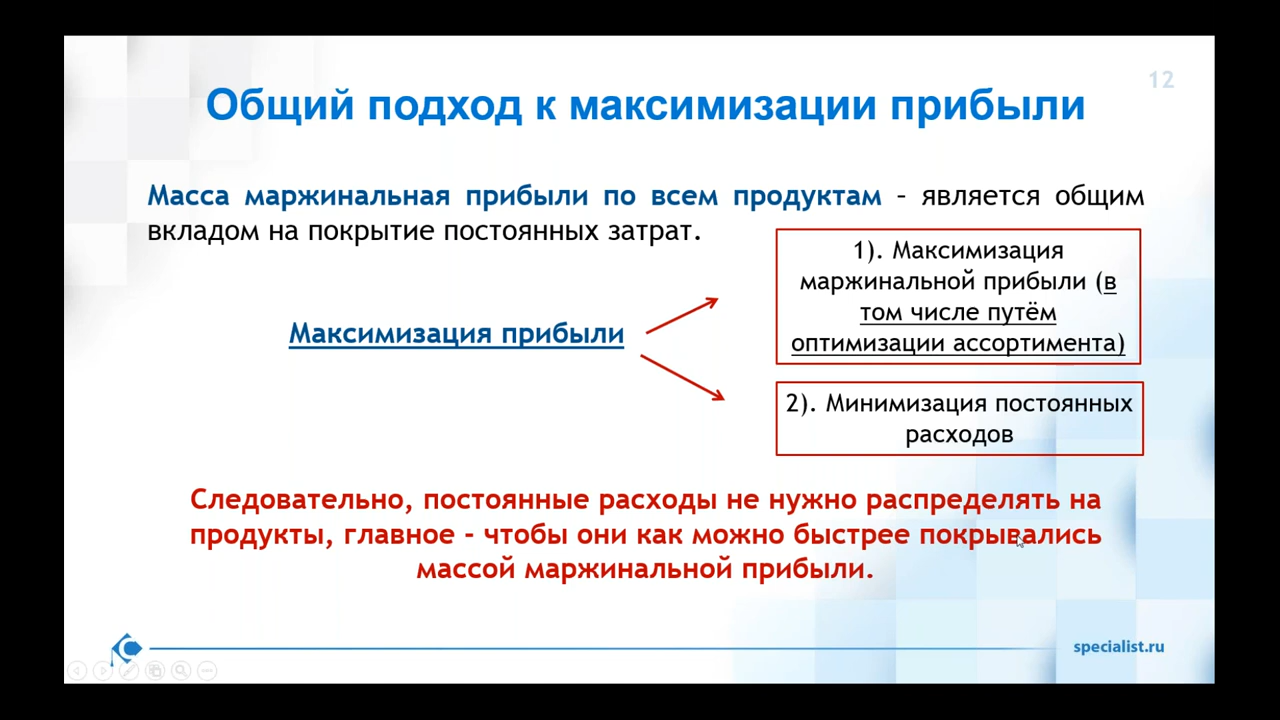 12
Общий подход к максимизации прибыли
Масса маржинальная прибыли по всем продуктам – является общим
вкладом на покрытие постоянных затрат.
1). Максимизация
маржинальной прибыли (в
том числе путём
оптимизации ассортимента)
Максимизация прибыли
2). Минимизация постоянных
расходов
Следовательно, постоянные расходы не нужно распределять на
продукты, главное - чтобы они как можно быстрее покрывались
массой маржинальной прибыли.
specialist.ru